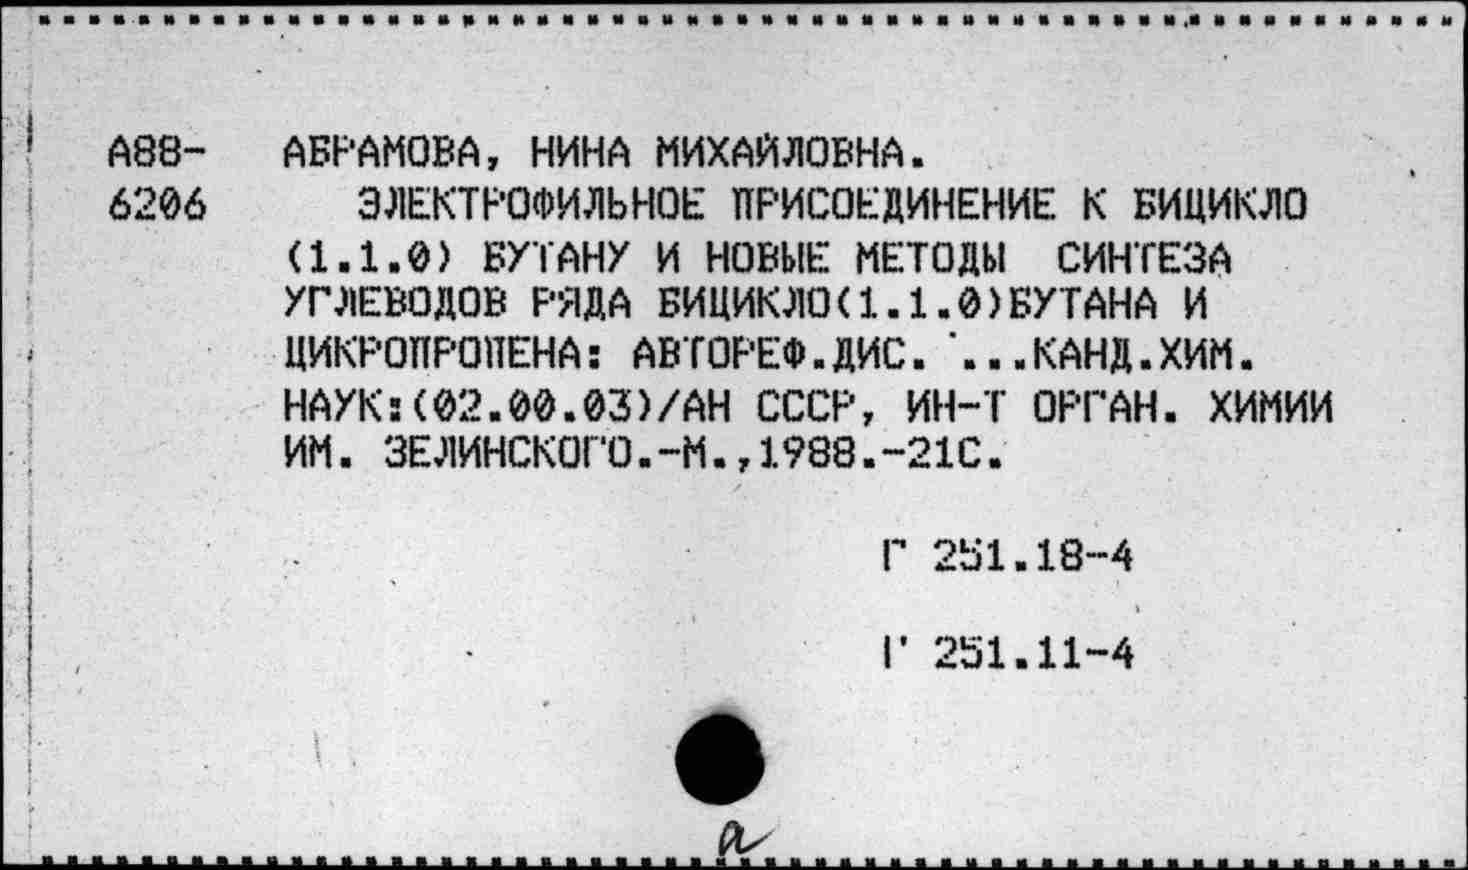 А88- АБРАМОВА, НИНА МИХАЙЛОВНА.
6206 ЭЛЕКТРОФИЛЬНОЕ ПРИСОЕДИНЕНИЕ К БИЦИКЛО
(1.1.0) БУТАНУ И НОВЫЕ МЕТОДЫ СИНТЕЗА
УГЛЕВОДОВ РЯДА БИЦИКЛО(1.1.0)БУТАНА И
ЦИКРОПРОПЕНА: АВТОРЕФ.ДИС. ...КАНД.ХИМ.
НАУК:(02.00.03)/АН СССР, ИН-Т ОРГАН. ХИМИИ
ИМ. ЗЕЛИНСКОГО.-М.,1988.-21С.
Г 251.18-4
Г 251.11-4
а